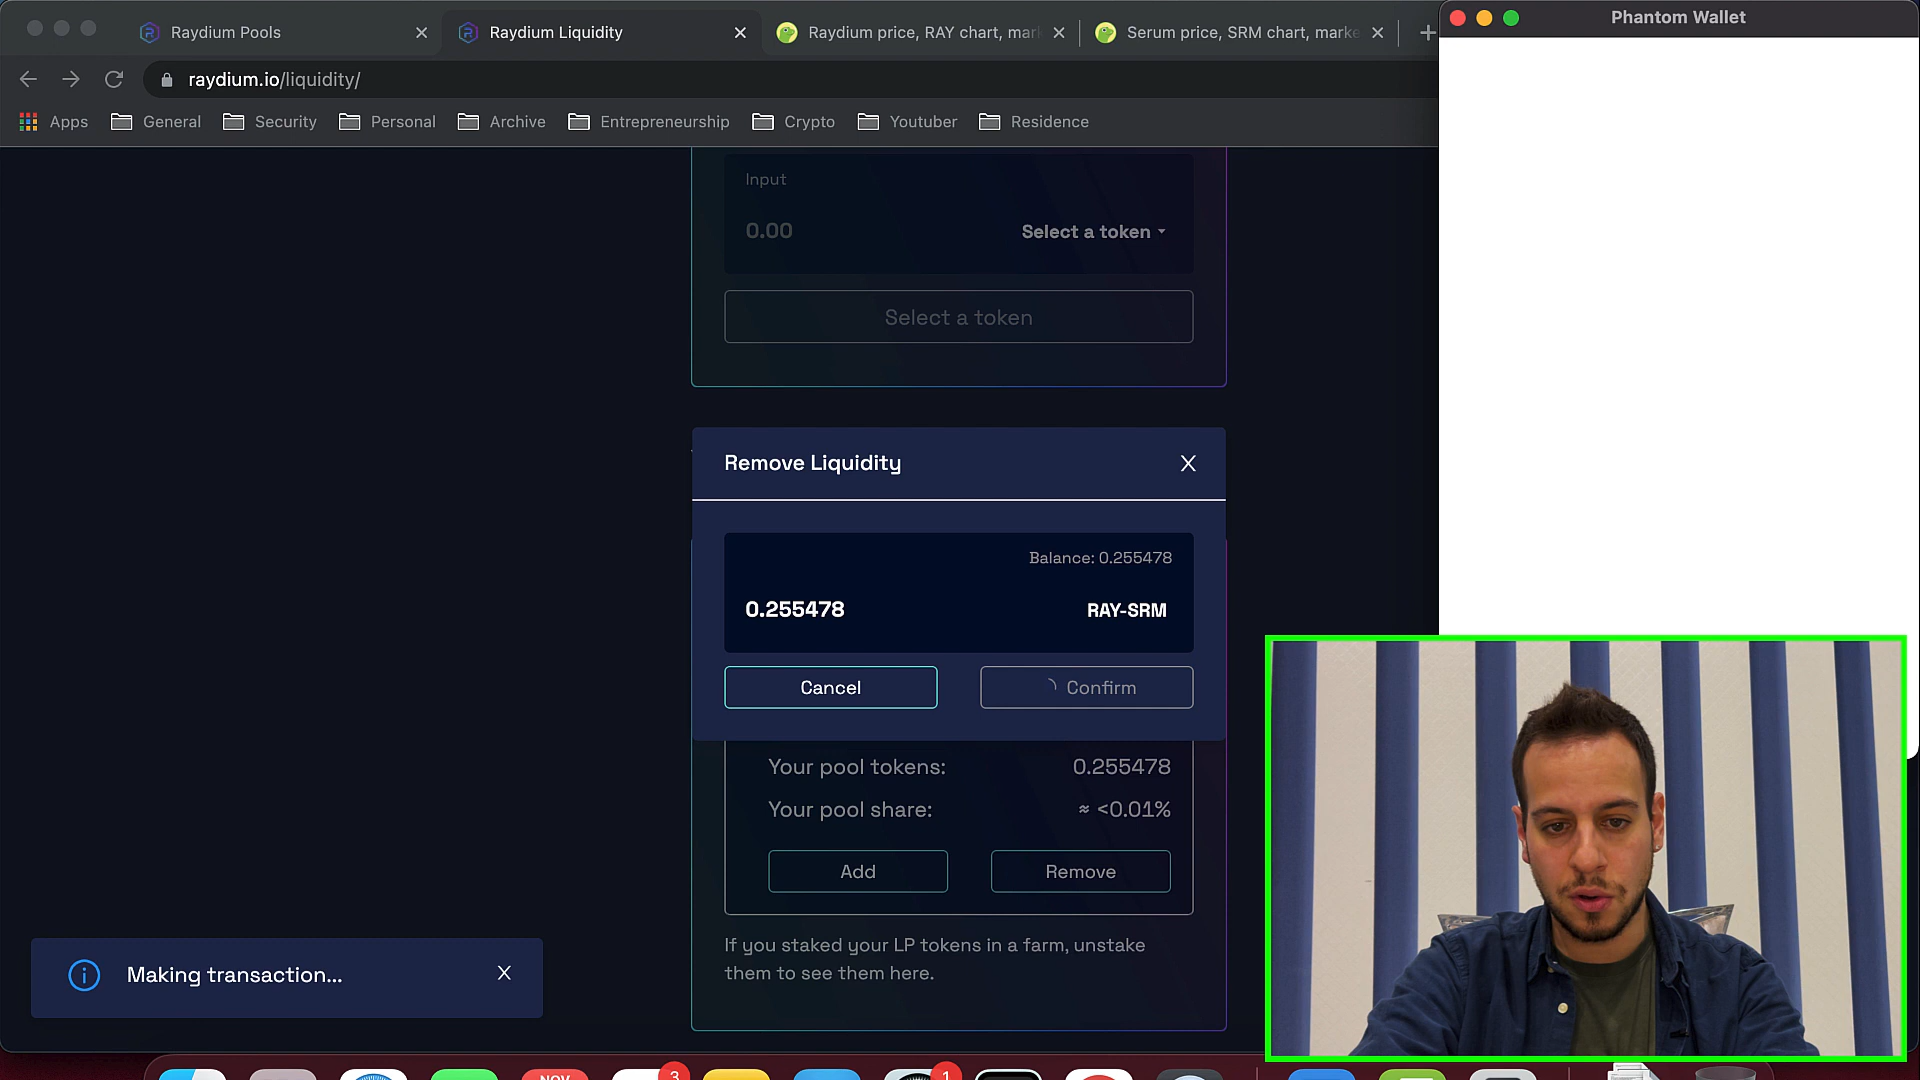 Raydium Pools
Raydium Liquidity
Raydium price, RAY chart, mar
Serum price, SRM chart, marke
Phantom Wallet
raydium.io/liquidity/
Apps
General
Security
Personal
Archive
Entrepreneurship
Crypto
Youtuber
Residence
Input
0.00
Select a token
Select a token
Remove Liquidity
X
Balance: 0.255478
0.255478
RAY-SRM
Cancel
Confirm
Your pool tokens: 0.255478
Your pool share: ≈ <0.01%
Add
Remove
If you staked your LP tokens in a farm, unstake
them to see them here.
Making transaction...
X
NOV
3
1